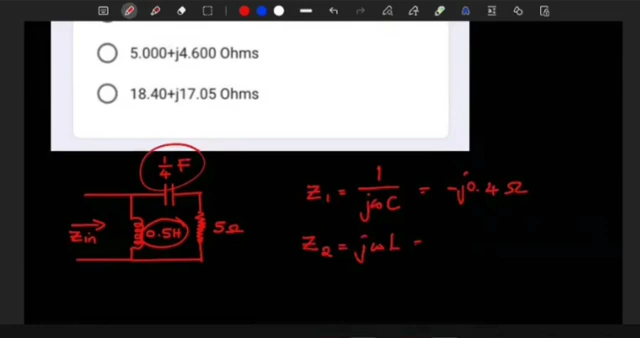 5.000+j4.600 Ohms
18.40+j17.05 Ohms
1/4 F
Zin
0.5H
5Ω
Z1 = 1/jωC = -j0.4Ω
Z2 = jωL =